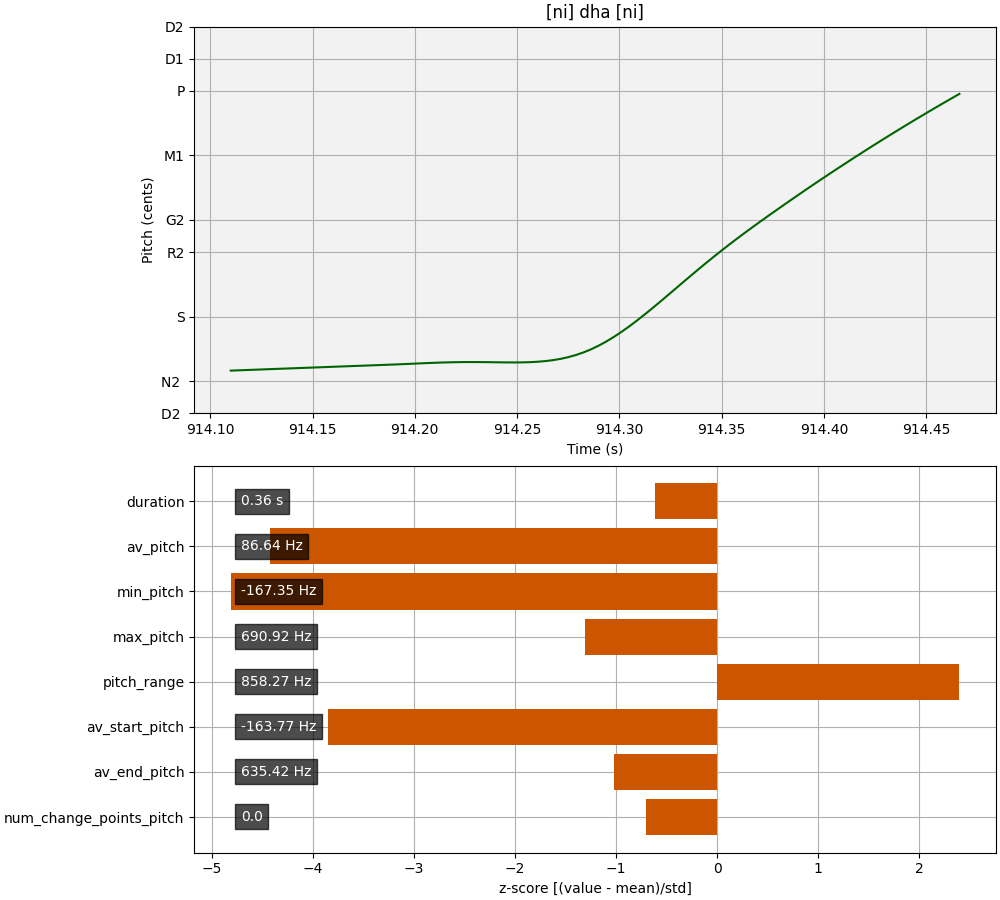 [ni] dha [ni]
D2
D1
P
M1
G2
R2
S
N2
D2
Pitch (cents)
914.10 914.15 914.20 914.25 914.30 914.35 914.40 914.45
Time (s)
duration 0.36 s
av_pitch 86.64 Hz
min_pitch -167.35 Hz
max_pitch 690.92 Hz
pitch_range 858.27 Hz
av_start_pitch -163.77 Hz
av_end_pitch 635.42 Hz
num_change_points_pitch 0.0
−5 −4 −3 −2 −1 0 1 2
z-score [(value - mean)/std]